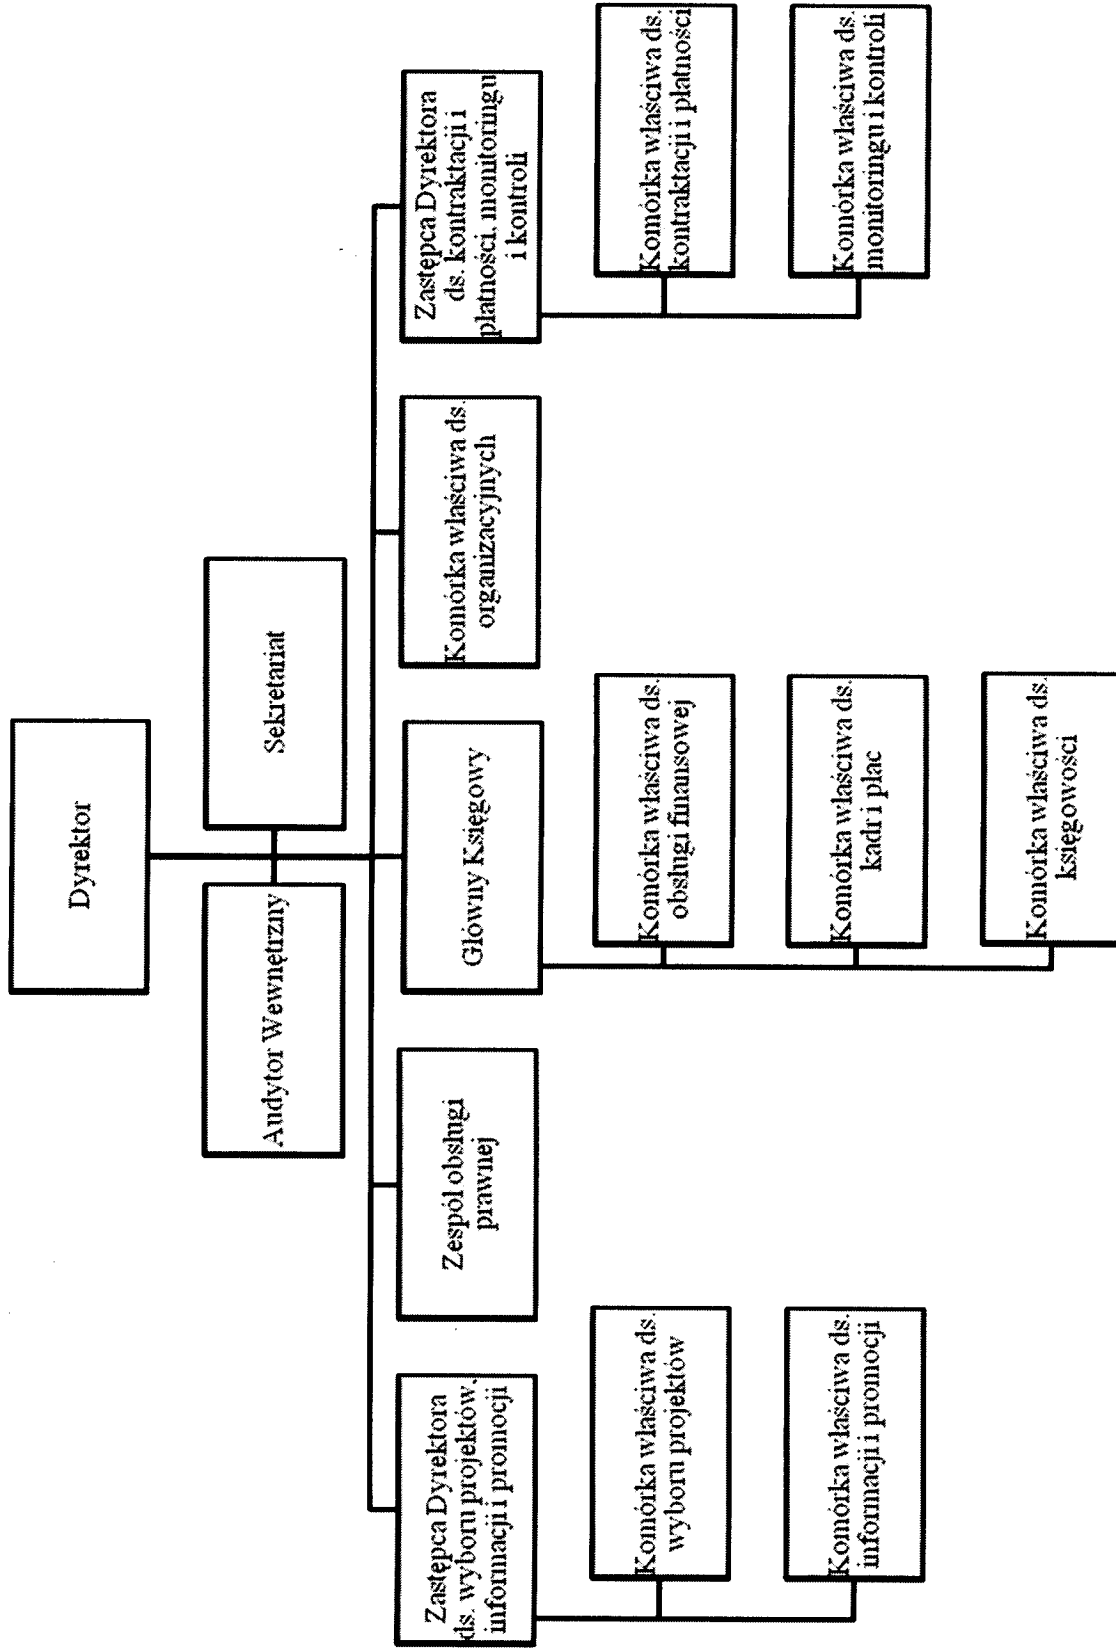 Dyrektor
Audytor Wewnętrzny
Sekretariat
Zastępca Dyrektora
ds. wyboru projektów,
informacji i promocji
Zespół obsługi
prawnej
Główny Księgowy
Komórka właściwa ds.
organizacyjnych
Zastępca Dyrektora
ds. kontraktacji i
płatności, monitoringu
i kontroli
Komórka właściwa ds.
wyboru projektów
Komórka właściwa ds.
informacji i promocji
Komórka właściwa ds.
obsługi finansowej
Komórka właściwa ds.
kadr i płac
Komórka właściwa ds.
księgowości
Komórka właściwa ds.
kontraktacji i płatności
Komórka właściwa ds.
monitoringu i kontroli